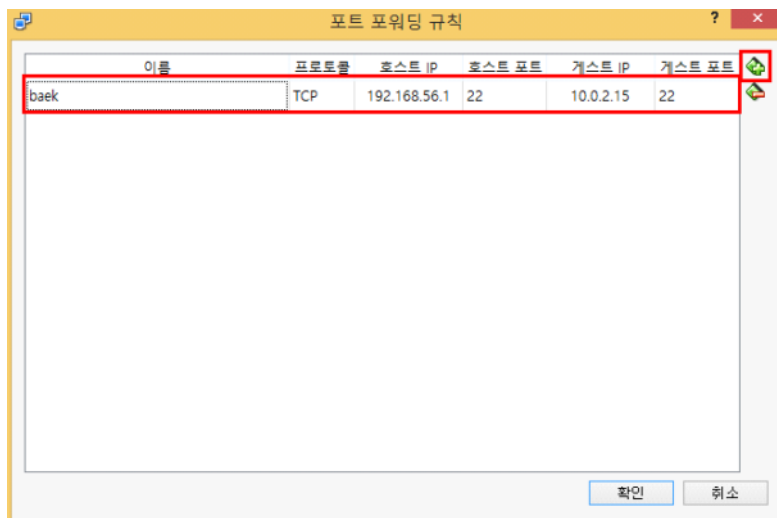 포트 포워딩 규칙 ?
이름 프로토콜 호스트 IP 호스트 포트 게스트 IP 게스트 포트
baek TCP 192.168.56.1 22 10.0.2.15 22
확인 취소